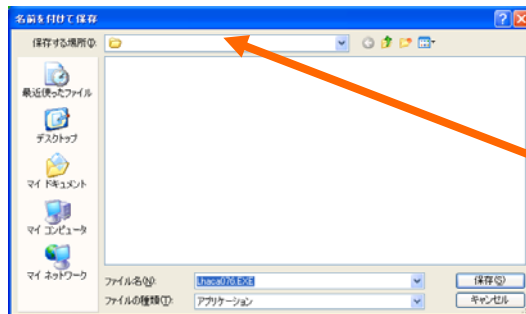 名前を付けて保存
保存する場所(I):
最近使ったファイル
デスクトップ
マイ ドキュメント
マイ コンピュータ
マイ ネットワーク
ファイル名(N): Lhaca076.EXE 保存(S)
ファイルの種類(T): アプリケーション キャンセル